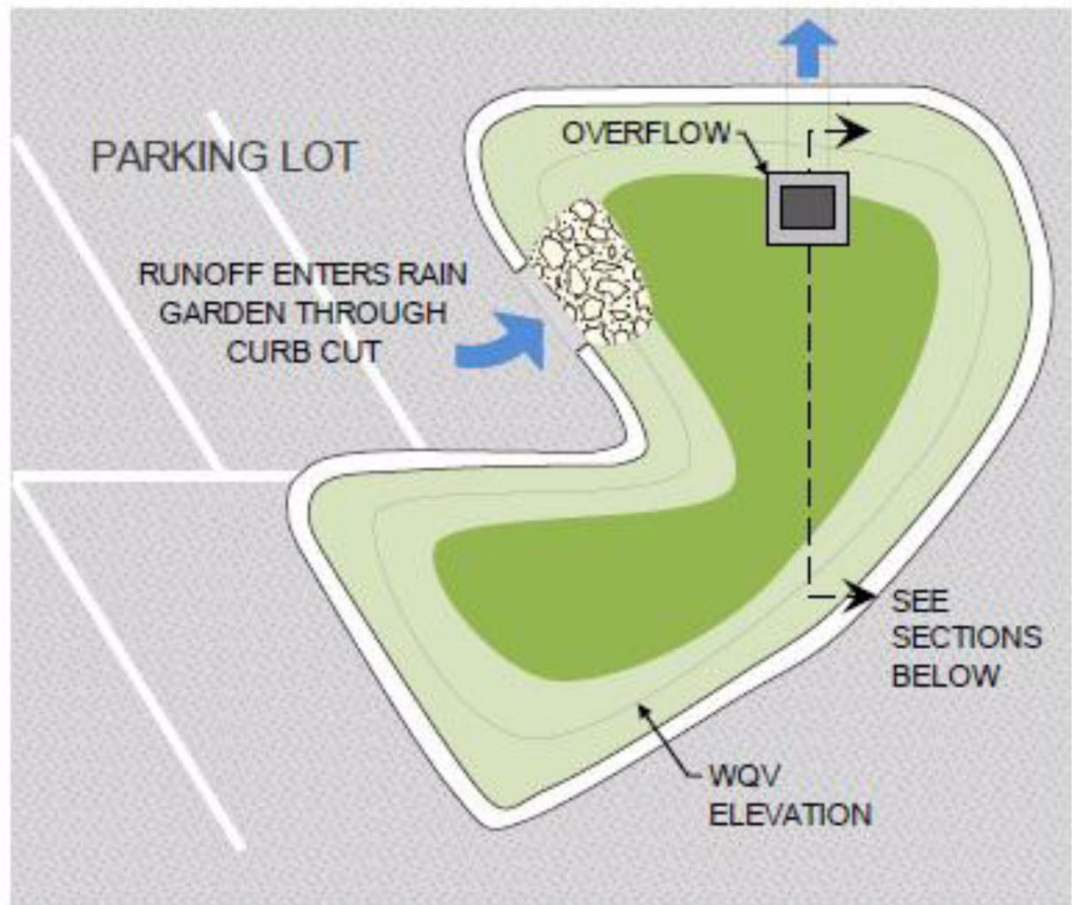 OVERFLOW
PARKING LOT
RUNOFF ENTERS RAIN
GARDEN THROUGH
CURB CUT
SEE
SECTIONS
BELOW
WQV
ELEVATION